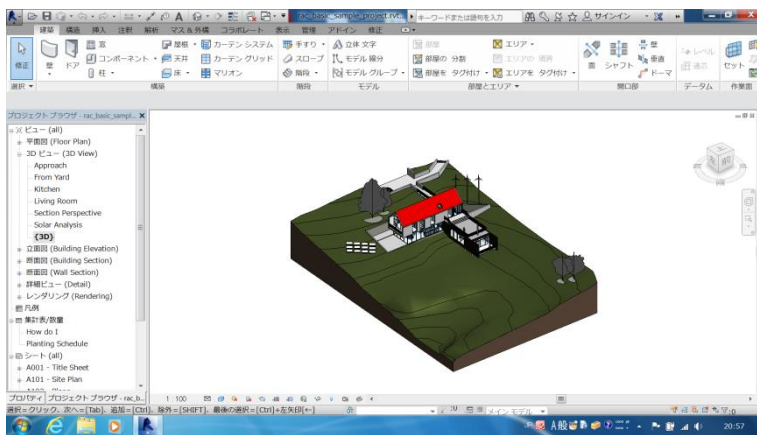 rac_basic_sample_project.rvt...
キーワードまたは語句を入力
サインイン
建築 構造 挿入 注釈 解析 マス & 外構 コラボレート 表示 管理 アドイン 修正
修正 壁 ドア
窓
コンポーネント
柱
屋根
天井
床
カーテン システム
カーテン グリッド
マリオン
手すり
スロープ
階段
立体 文字
モデル 線分
モデル グループ
部屋
部屋の 分割
部屋を タグ付け
エリア
エリアの 境界
エリアを タグ付け
面 シャフト
壁
垂直
ドーマ
レベル
通芯
セット
選択 構築 階段 モデル 部屋とエリア 開口部 データム 作業面
プロジェクト ブラウザ - rac_basic_sampl...
ビュー (all)
平面図 (Floor Plan)
3D ビュー (3D View)
Approach
From Yard
Kitchen
Living Room
Section Perspective
Solar Analysis
{3D}
立面図 (Building Elevation)
断面図 (Building Section)
断面図 (Wall Section)
詳細ビュー (Detail)
レンダリング (Rendering)
凡例
集計表/数量
How do I
Planting Schedule
シート (all)
A001 - Title Sheet
A101 - Site Plan
プロパティ プロジェクト ブラウザ - rac_b...
1 : 100
選択=クリック、次へ=[Tab]、追加=[Ctrl]、除外=[SHIFT]、最後の選択=[Ctrl]+左矢印[←]
:0
メイン モデル
:0
A 般
20:57